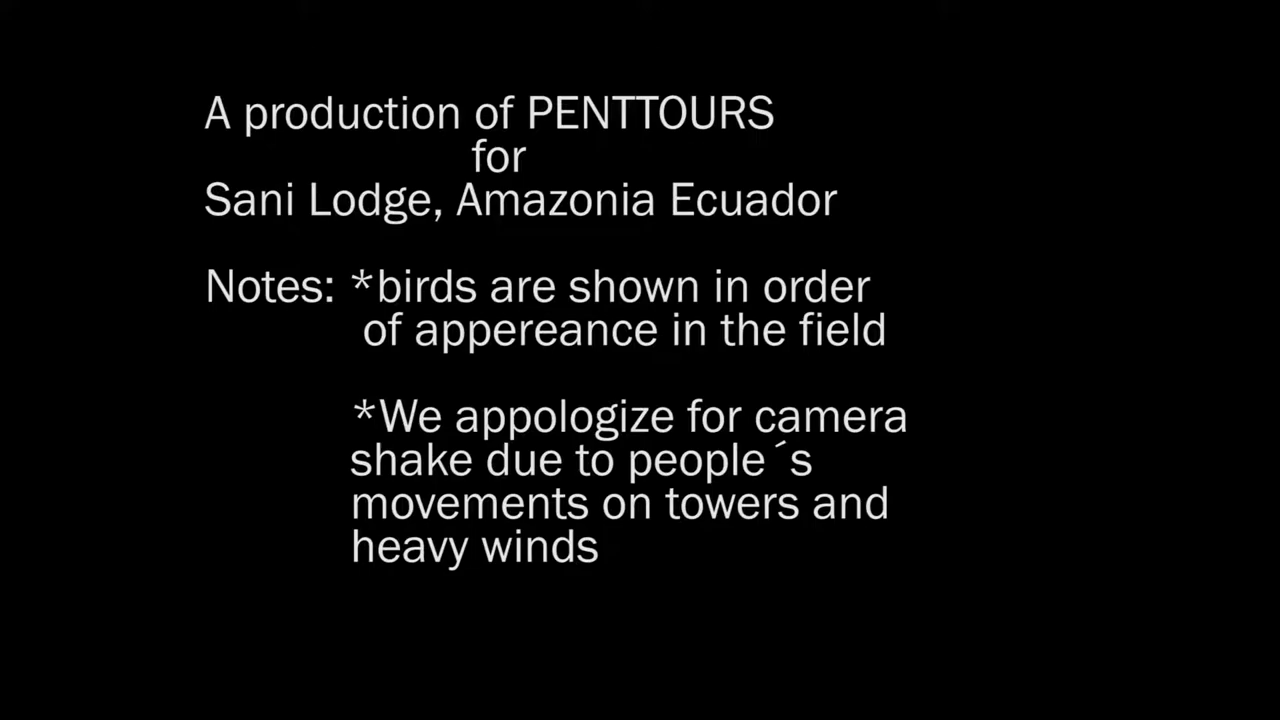 A production of PENTTOURS
for
Sani Lodge, Amazonia Ecuador
Notes: *birds are shown in order
of appereance in the field
*We appologize for camera
shake due to people´s
movements on towers and
heavy winds